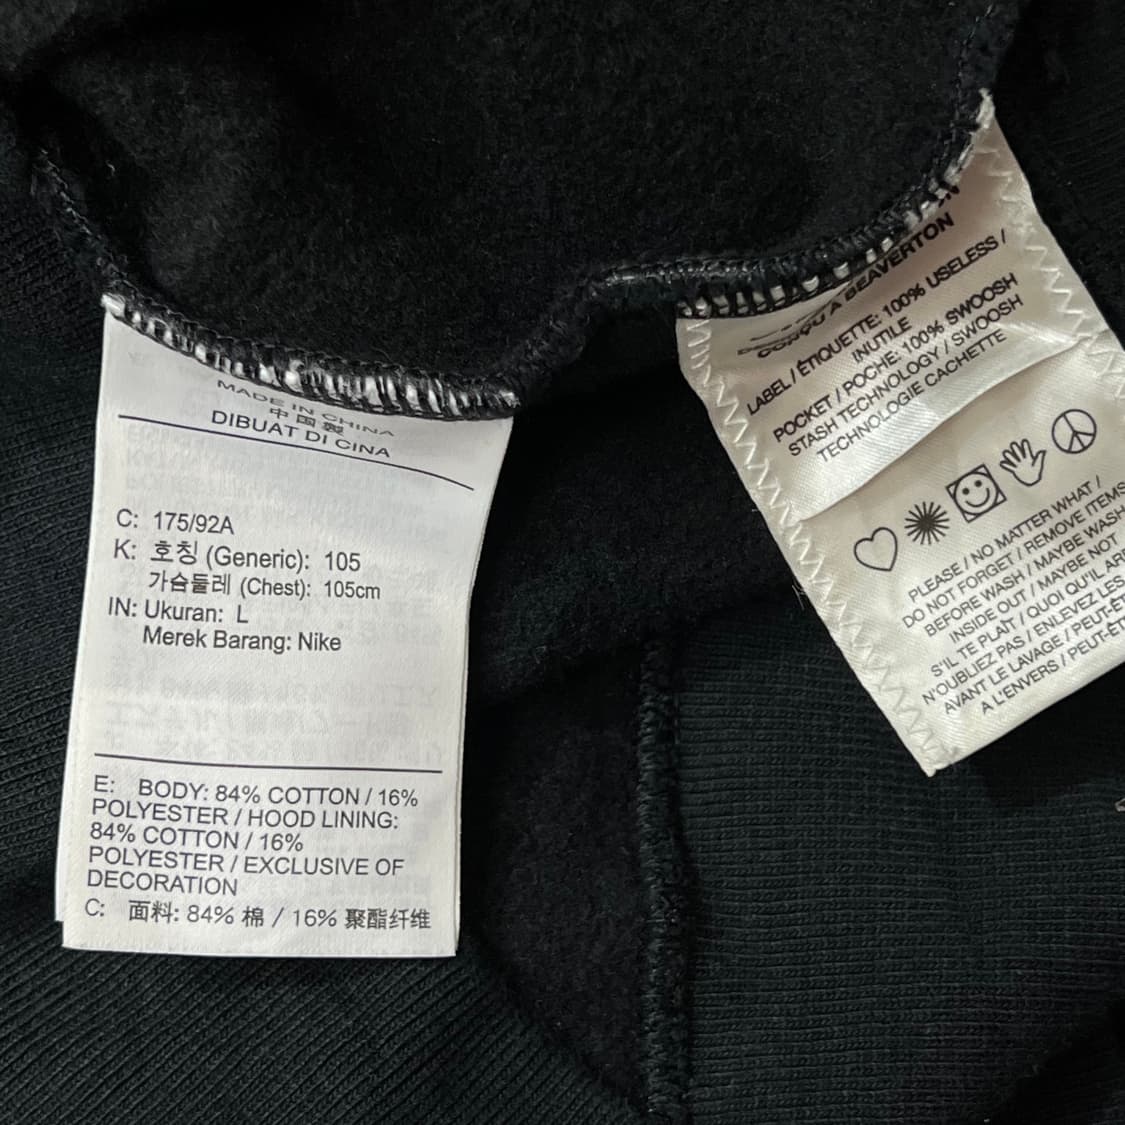 MADE IN CHINA
中国製
DIBUAT DI CINA
C: 175/92A
K: 호칭 (Generic): 105
가슴둘레 (Chest): 105cm
IN: Ukuran: L
Merek Barang: Nike
E: BODY: 84% COTTON / 16%
POLYESTER / HOOD LINING:
84% COTTON / 16%
POLYESTER / EXCLUSIVE OF
DECORATION
C: 面料: 84% 棉 / 16% 聚酯纤维
CONÇU À BEAVERTON
LABEL / ÉTIQUETTE: 100% USELESS /
INUTILE
POCKET / POCHE: 100% SWOOSH
STASH TECHNOLOGY / SWOOSH
TECHNOLOGIE CACHETTE
PLEASE / NO MATTER WHAT /
DO NOT FORGET / REMOVE ITEMS
BEFORE WASH / MAYBE WASH
INSIDE OUT / MAYBE NOT
S'IL TE PLAÎT / QUOI QU'IL
N'OUBLIEZ PAS / ENLEVEZ LES
AVANT LE LAVAGE /
A L'ENVERS /